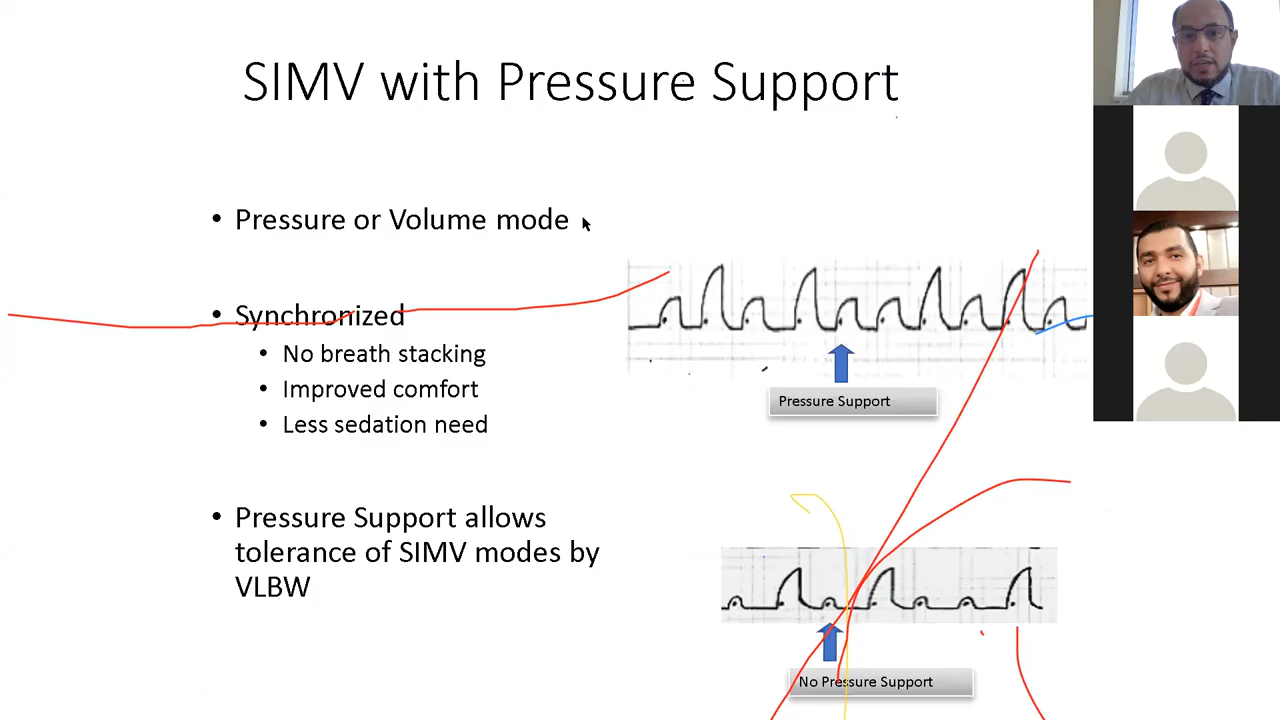 SIMV with Pressure Support
• Pressure or Volume mode
• Synchronized
• No breath stacking
• Improved comfort
• Less sedation need
• Pressure Support allows
tolerance of SIMV modes by
VLBW
Pressure Support
No Pressure Support